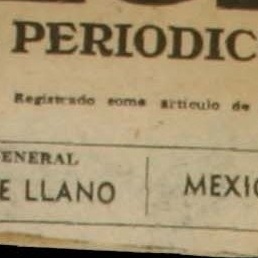 PERIODIC
Registrado como artículo de
ENERAL
E LLANO
MEXIC